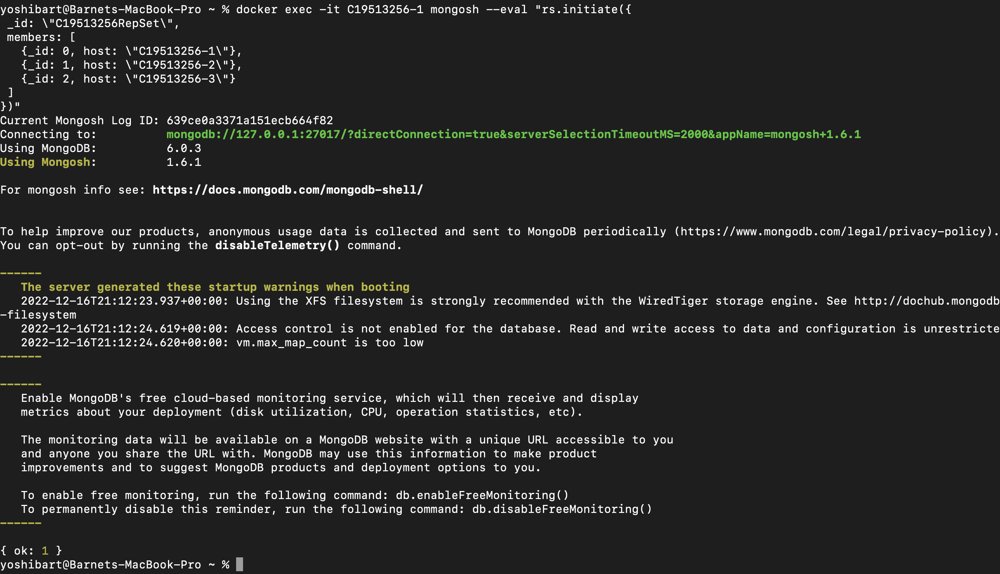 yoshibart@Barnets-MacBook-Pro ~ % docker exec -it C19513256-1 mongosh --eval "rs.initiate({
 _id: \"C19513256RepSet\",
 members: [
   {_id: 0, host: \"C19513256-1\"},
   {_id: 1, host: \"C19513256-2\"},
   {_id: 2, host: \"C19513256-3\"}
 ]
})"
Current Mongosh Log ID: 639ce0a3371a151ecb664f82
Connecting to:          mongodb://127.0.0.1:27017/?directConnection=true&serverSelectionTimeoutMS=2000&appName=mongosh+1.6.1
Using MongoDB:          6.0.3
Using Mongosh:          1.6.1

For mongosh info see: https://docs.mongodb.com/mongodb-shell/


To help improve our products, anonymous usage data is collected and sent to MongoDB periodically (https://www.mongodb.com/legal/privacy-policy).
You can opt-out by running the disableTelemetry() command.

------
   The server generated these startup warnings when booting
   2022-12-16T21:12:23.937+00:00: Using the XFS filesystem is strongly recommended with the WiredTiger storage engine. See http://dochub.mongodb
-filesystem
   2022-12-16T21:12:24.619+00:00: Access control is not enabled for the database. Read and write access to data and configuration is unrestricte
   2022-12-16T21:12:24.620+00:00: vm.max_map_count is too low
------

------
   Enable MongoDB's free cloud-based monitoring service, which will then receive and display
   metrics about your deployment (disk utilization, CPU, operation statistics, etc).

   The monitoring data will be available on a MongoDB website with a unique URL accessible to you
   and anyone you share the URL with. MongoDB may use this information to make product
   improvements and to suggest MongoDB products and deployment options to you.

   To enable free monitoring, run the following command: db.enableFreeMonitoring()
   To permanently disable this reminder, run the following command: db.disableFreeMonitoring()
------

{ ok: 1 }
yoshibart@Barnets-MacBook-Pro ~ %